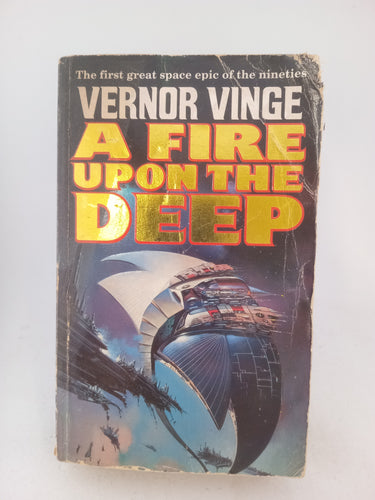 The first great space epic of the nineties
VERNOR VINGE
A FIRE
UPON THE
DEEP